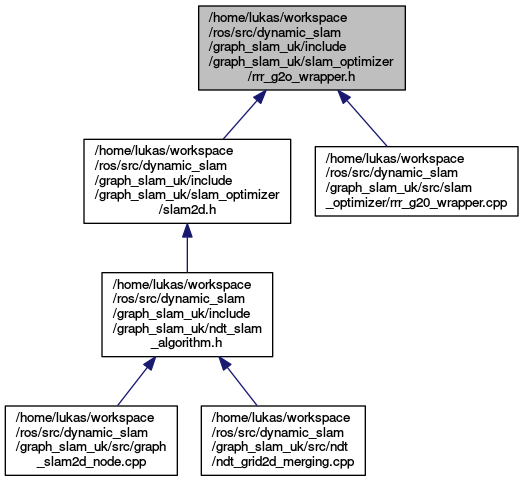 /home/lukas/workspace
/ros/src/dynamic_slam
/graph_slam_uk/include
/graph_slam_uk/slam_optimizer
/rrr_g2o_wrapper.h
/home/lukas/workspace
/ros/src/dynamic_slam
/graph_slam_uk/include
/graph_slam_uk/slam_optimizer
/slam2d.h
/home/lukas/workspace
/ros/src/dynamic_slam
/graph_slam_uk/src/slam
_optimizer/rrr_g20_wrapper.cpp
/home/lukas/workspace
/ros/src/dynamic_slam
/graph_slam_uk/include
/graph_slam_uk/ndt_slam
_algorithm.h
/home/lukas/workspace
/ros/src/dynamic_slam
/graph_slam_uk/src/graph
_slam2d_node.cpp
/home/lukas/workspace
/ros/src/dynamic_slam
/graph_slam_uk/src/ndt
/ndt_grid2d_merging.cpp